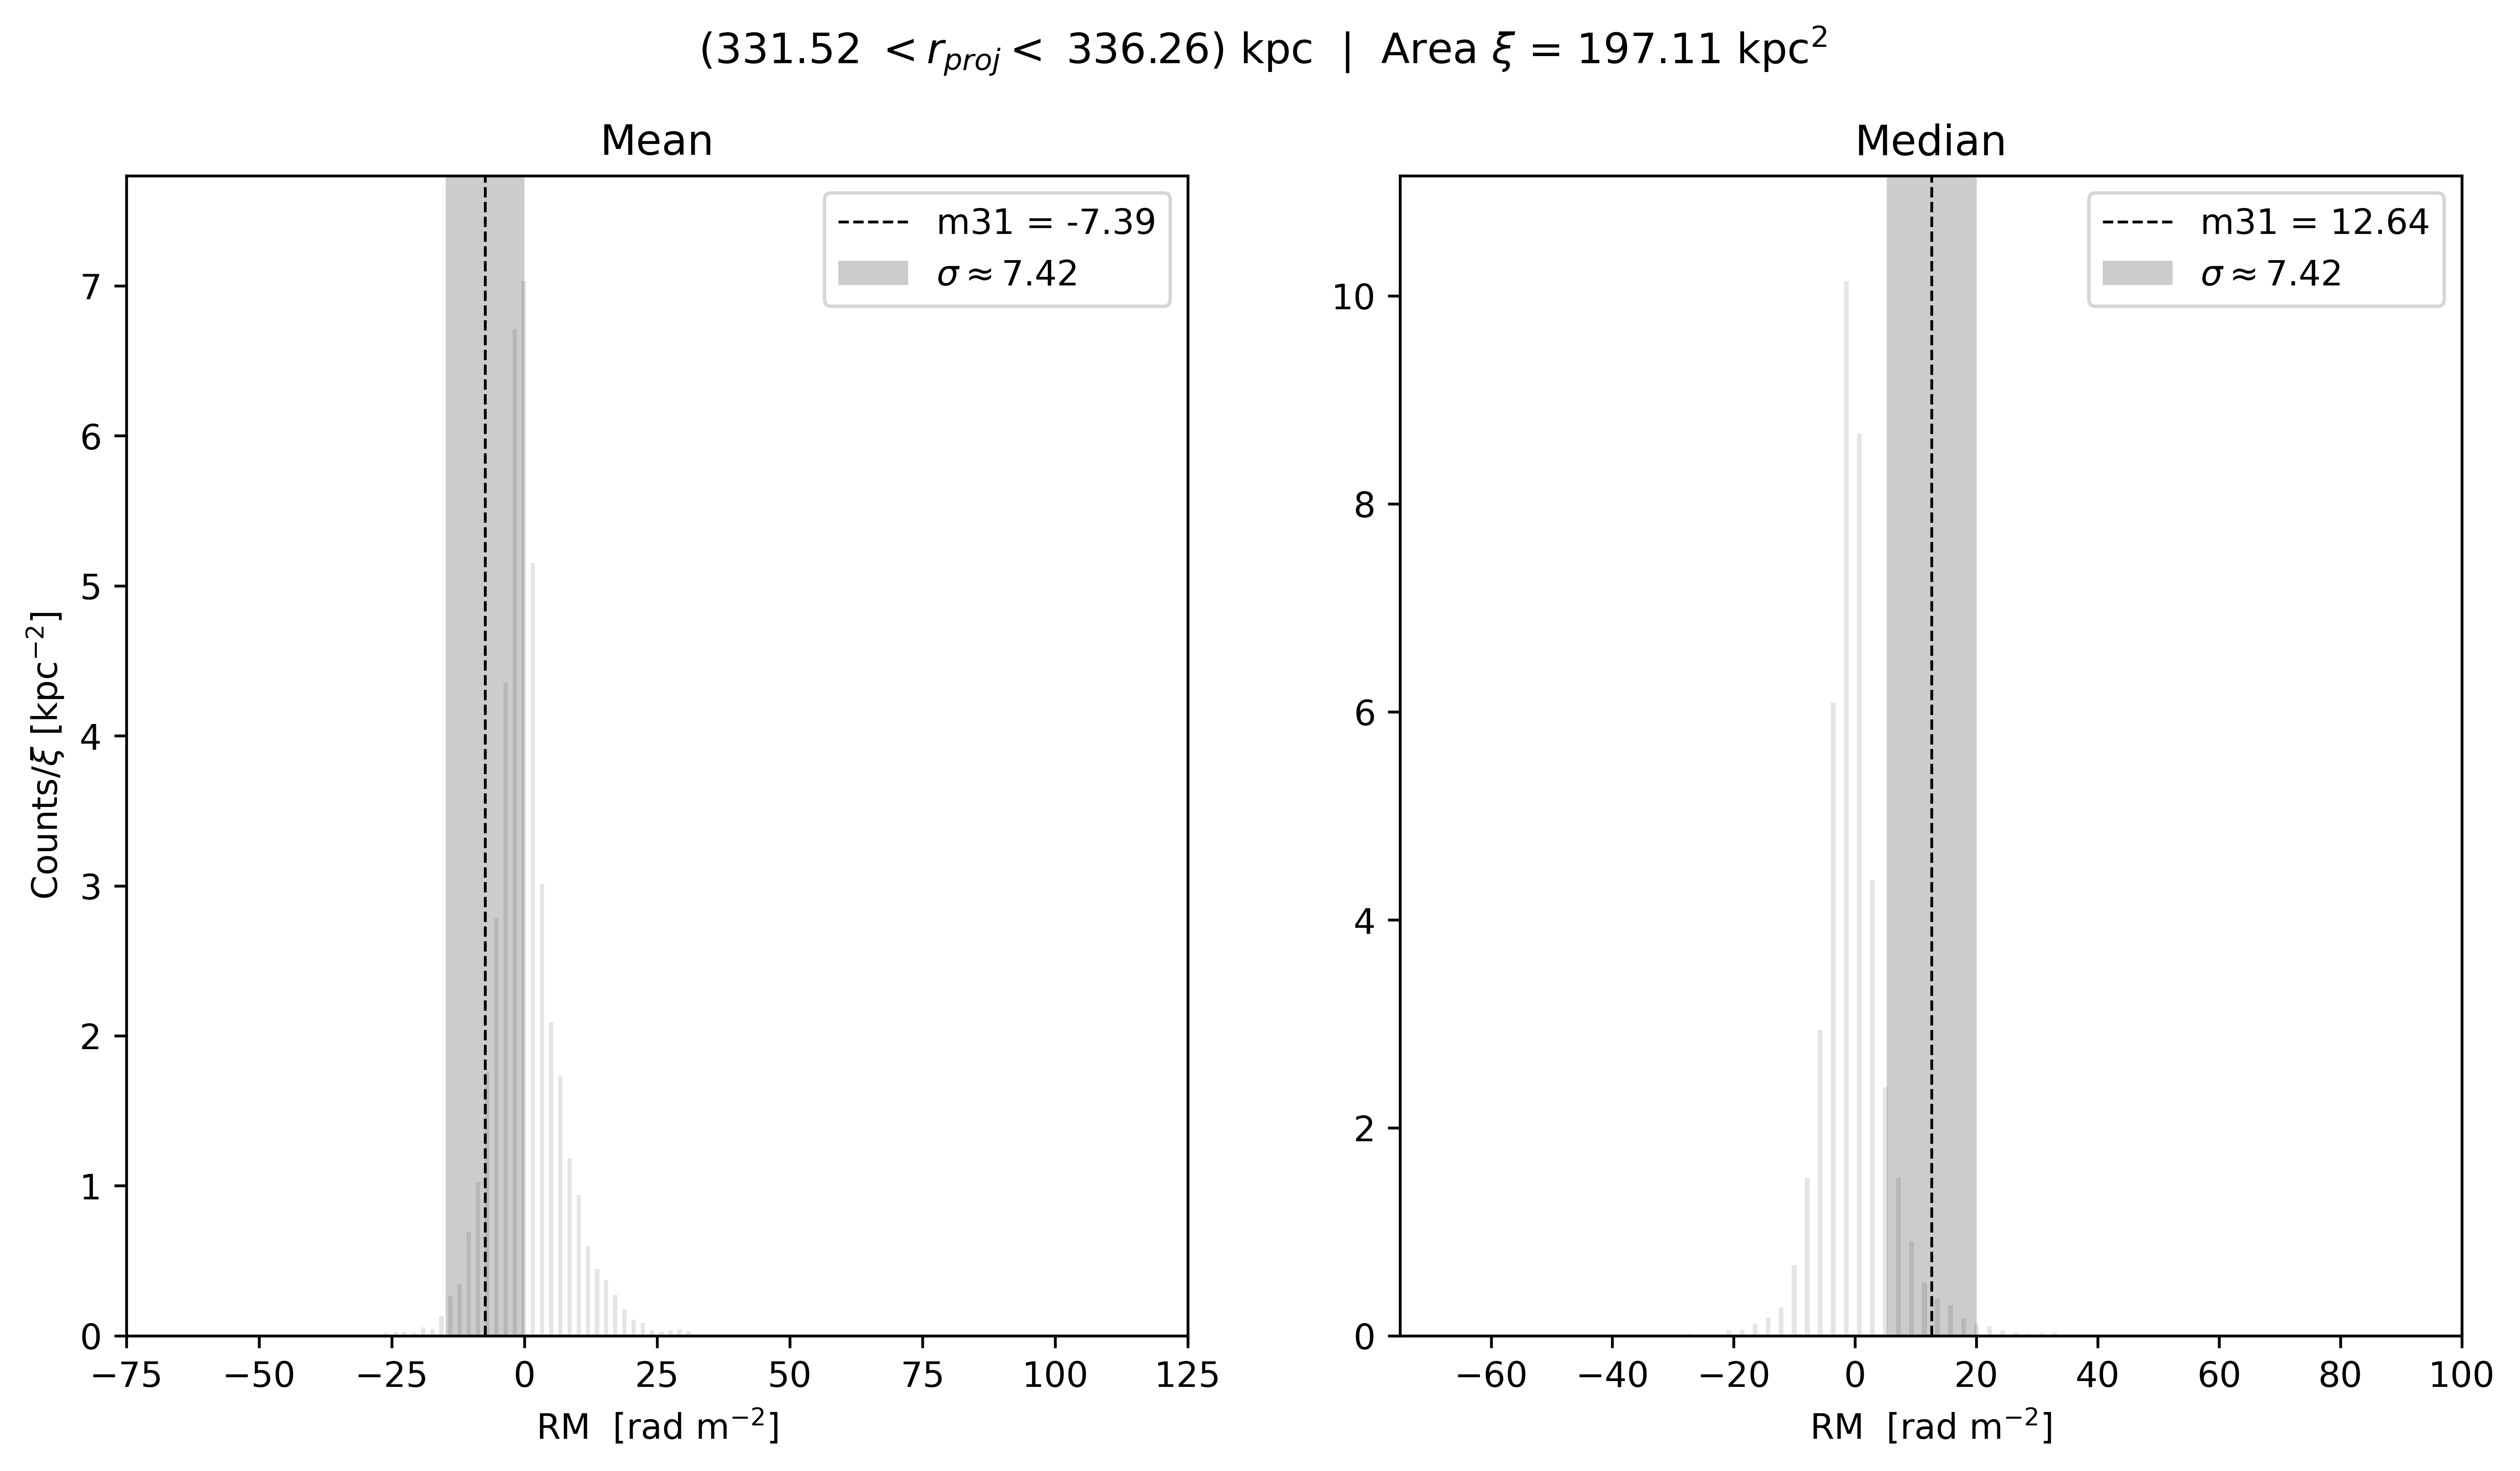 (331.52 < r_proj < 336.26) kpc | Area ξ = 197.11 kpc²
Mean
m31 = -7.39
σ ≈ 7.42
Counts/ξ [kpc⁻²]
7
6
5
4
3
2
1
0
−75 −50 −25 0 25 50 75 100 125
RM [rad m⁻²]
Median
m31 = 12.64
σ ≈ 7.42
10
8
6
4
2
0
−60 −40 −20 0 20 40 60 80 100
RM [rad m⁻²]